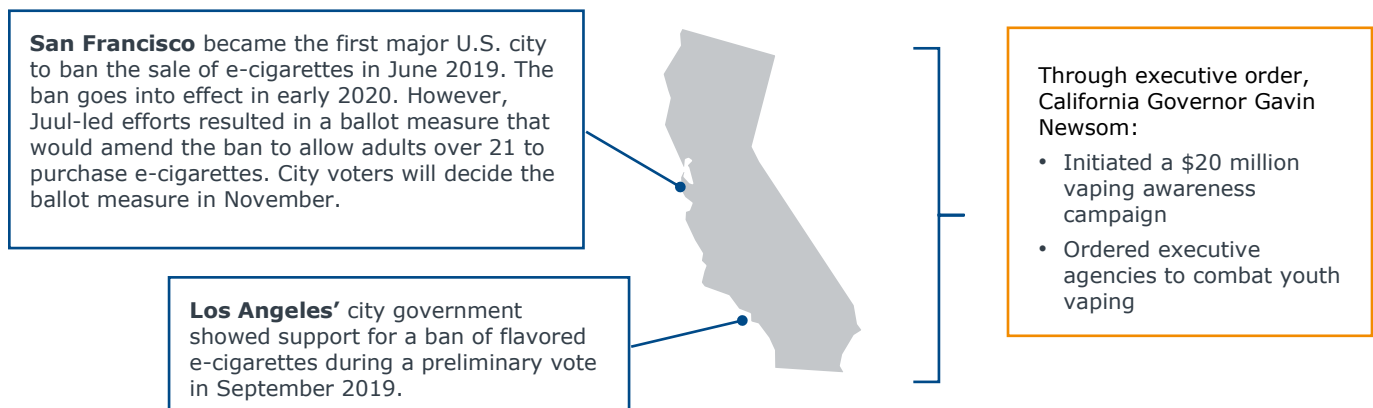 San Francisco became the first major U.S. city
to ban the sale of e-cigarettes in June 2019. The
ban goes into effect in early 2020. However,
Juul-led efforts resulted in a ballot measure that
would amend the ban to allow adults over 21 to
purchase e-cigarettes. City voters will decide the
ballot measure in November.
Los Angeles’ city government
showed support for a ban of flavored
e-cigarettes during a preliminary vote
in September 2019.
Through executive order,
California Governor Gavin
Newsom:
• Initiated a $20 million
vaping awareness
campaign
• Ordered executive
agencies to combat youth
vaping